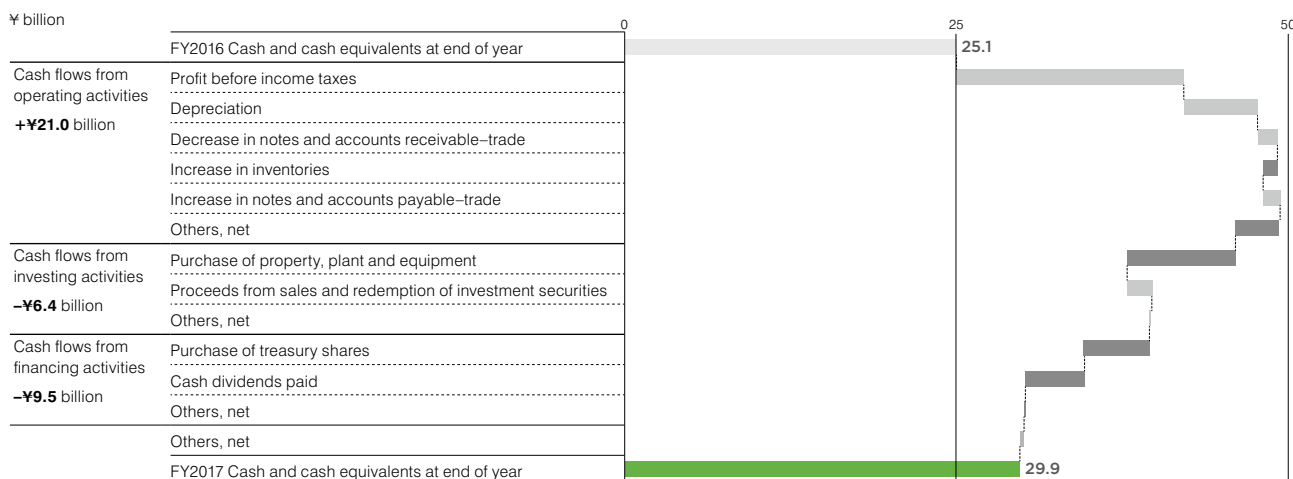 ¥ billion
0 25 50
FY2016 Cash and cash equivalents at end of year 25.1
Cash flows from
operating activities
+¥21.0 billion
Profit before income taxes
Depreciation
Decrease in notes and accounts receivable–trade
Increase in inventories
Increase in notes and accounts payable–trade
Others, net
Cash flows from
investing activities
–¥6.4 billion
Purchase of property, plant and equipment
Proceeds from sales and redemption of investment securities
Others, net
Cash flows from
financing activities
–¥9.5 billion
Purchase of treasury shares
Cash dividends paid
Others, net
Others, net
FY2017 Cash and cash equivalents at end of year 29.9